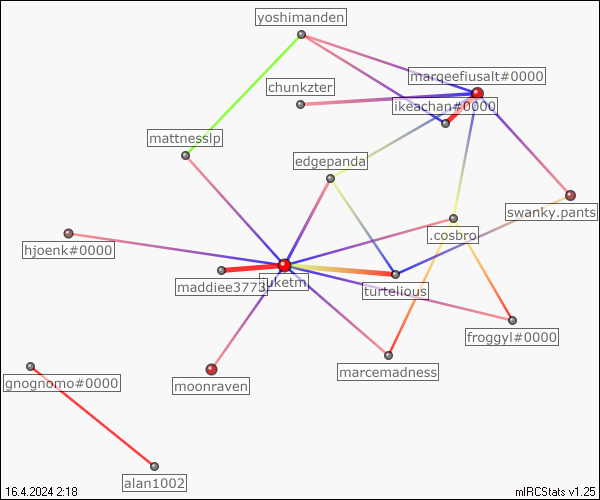 yoshimanden
marqeefiusalt#0000
chunkzter
ikeachan#0000
mattnesslp
edgepanda
swanky.pants
.cosbro
hjoenk#0000
maddiee3773
uketm
turtelious
froggyl#0000
marcemadness
gnognomo#0000
moonraven
alan1002
16.4.2024 2:18
mIRCStats v1.25